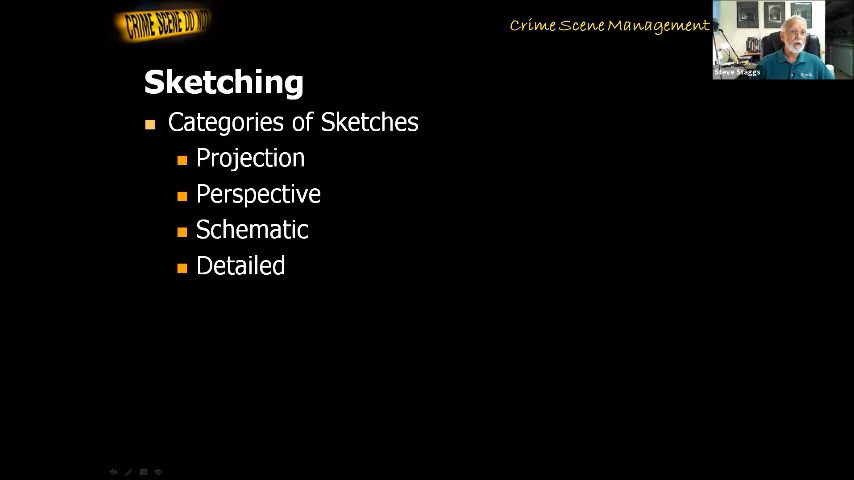 CRIME SCENE DO NOT
Crime Scene Management
Steve Staggs
Sketching
Categories of Sketches
Projection
Perspective
Schematic
Detailed